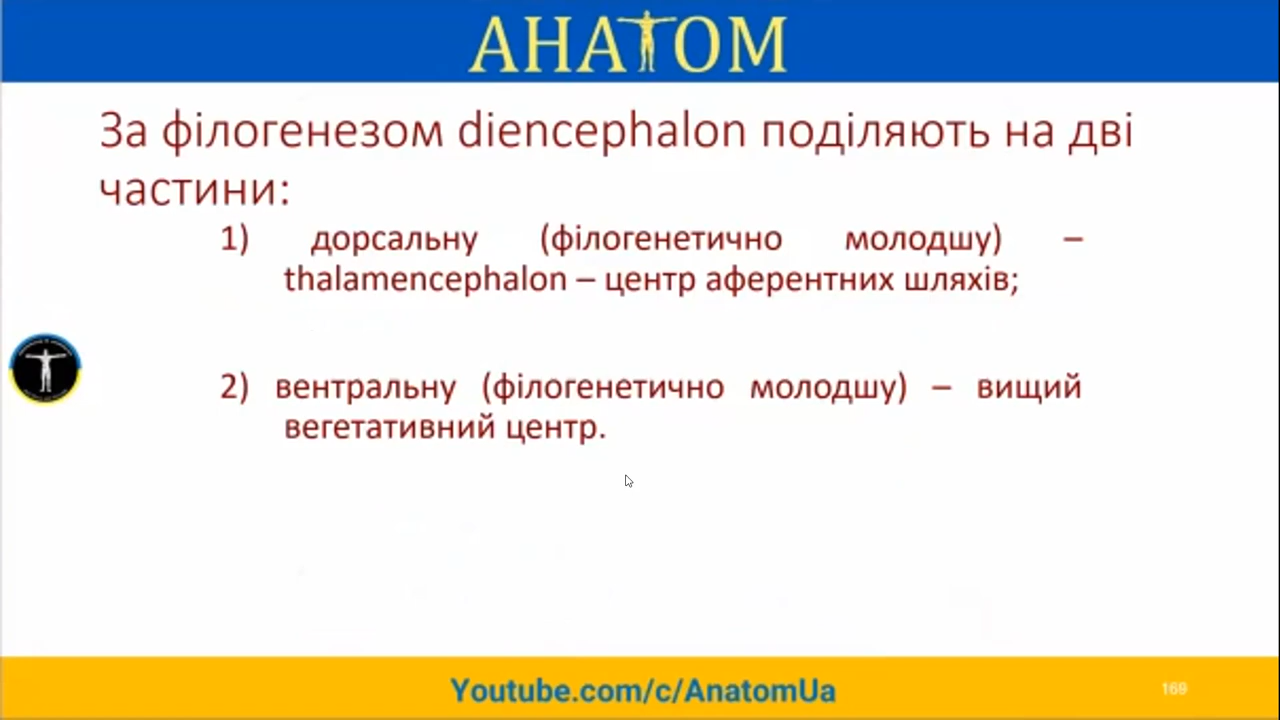 АНАТОМ
За філогенезом diencephalon поділяють на дві
частини:
1) дорсальну (філогенетично молодшу) –
thalamencephalon – центр аферентних шляхів;
2) вентральну (філогенетично молодшу) – вищий
вегетативний центр.
Youtube.com/c/AnatomUa
169